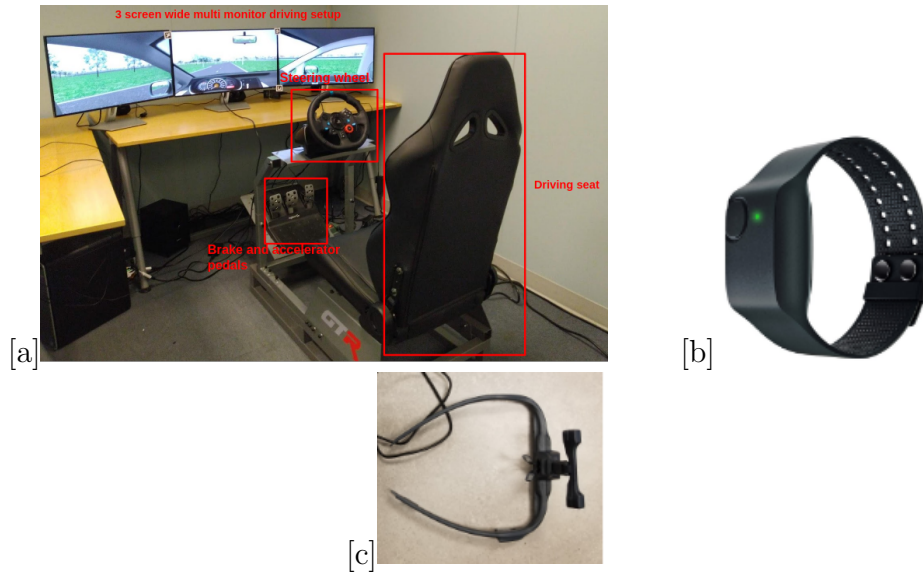 3 screen wide multi monitor driving setup
Steering wheel
Driving seat
Brake and accelerator
pedals
GTR
[a]
[b]
[c]